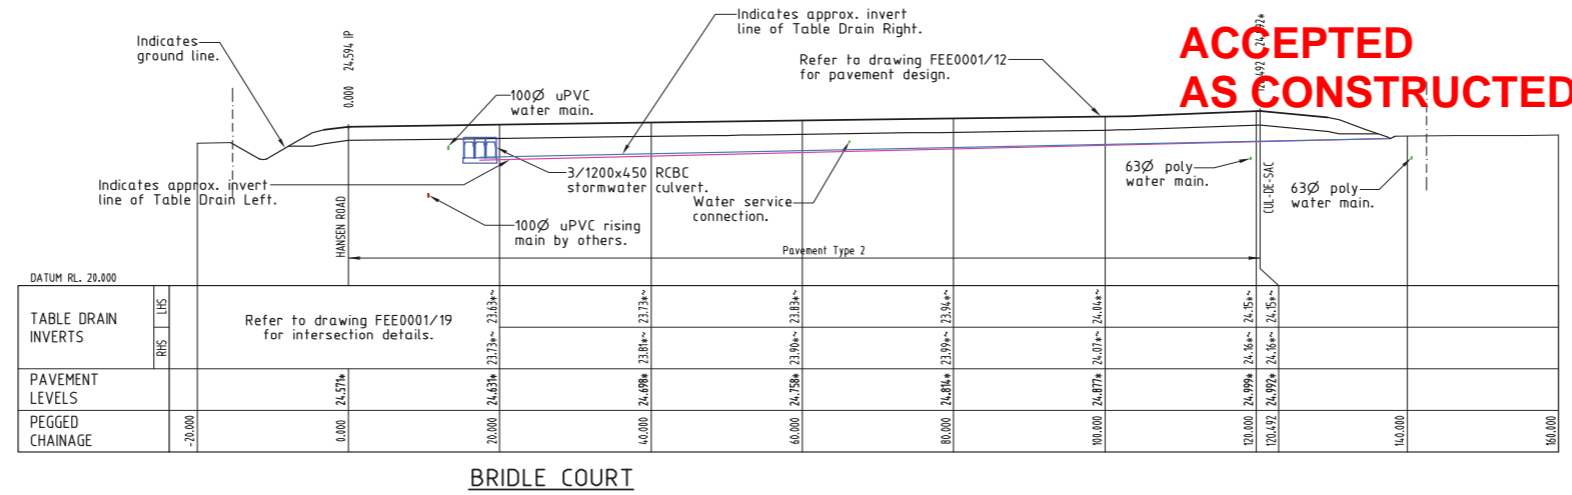 Indicates approx. invert
line of Table Drain Right.
ACCEPTED
AS CONSTRUCTED
Indicates
ground line.
0.000 24.594 IP
Refer to drawing FEE0001/12
for pavement design.
100Ø uPVC
water main.
3/1200x450 RCBC
stormwater culvert.
Indicates approx. invert
line of Table Drain Left.
Water service
connection.
63Ø poly
water main.
63Ø poly
water main.
100Ø uPVC rising
main by others.
HANSEN ROAD
CUL-DE-SAC
Pavement Type 2
DATUM RL. 20.000
TABLE DRAIN
INVERTS
LHS
RHS
Refer to drawing FEE0001/19
for intersection details.
23.63*~ 23.73*~ 23.83*~ 23.94*~ 24.04*~ 24.15*~ 24.15*~
23.73*~ 23.81*~ 23.90*~ 23.99*~ 24.07*~ 24.16*~ 24.16*~
PAVEMENT
LEVELS
24.571* 24.631* 24.698* 24.758* 24.814* 24.877* 24.999* 24.992*
PEGGED
CHAINAGE
-20.000 0.000 20.000 40.000 60.000 80.000 100.000 120.000 120.492 140.000 160.000
BRIDLE COURT